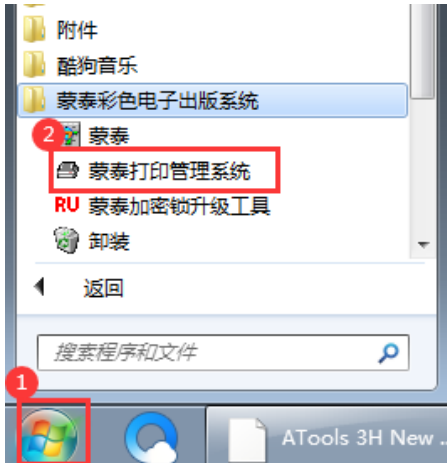 附件
酷狗音乐
蒙泰彩色电子出版系统
2
蒙泰
蒙泰打印管理系统
RU 蒙泰加密锁升级工具
卸装
返回
搜索程序和文件
1
ATools 3H New ..